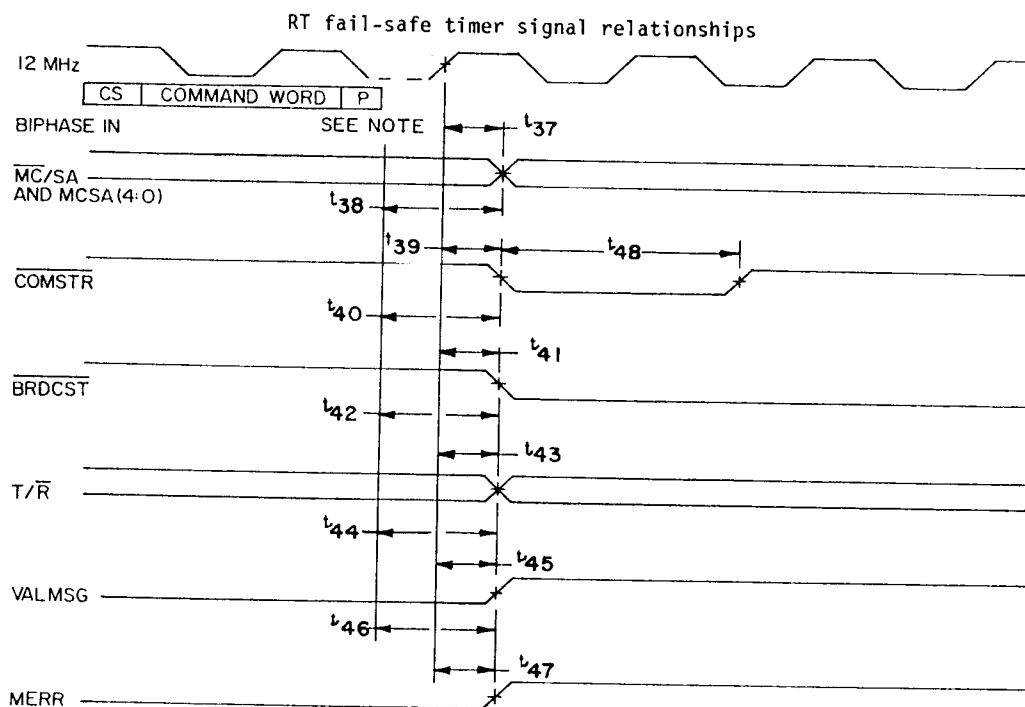 RT fail-safe timer signal relationships
12 MHz
CS COMMAND WORD P
BIPHASE IN SEE NOTE t37
MC/SA
AND MCSA(4:0)
t38
t39 t48
COMSTR
t40
t41
BRDCST
t42
t43
T/R
t44
t45
VALMSG
t46
t47
MERR